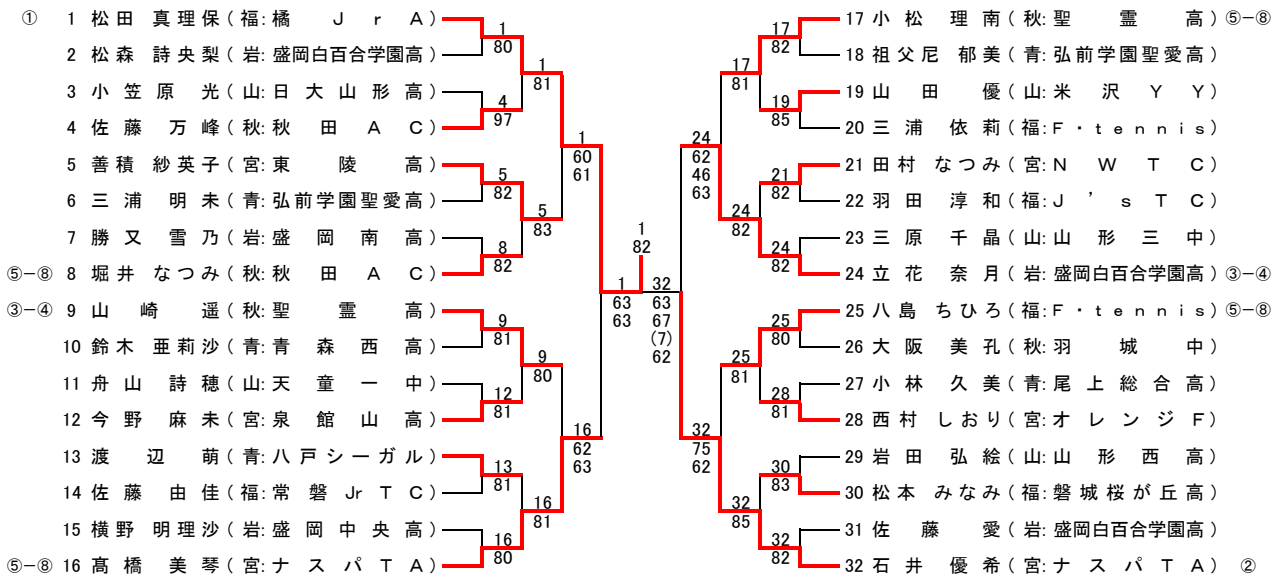 ① 1 松田 真理保 (福: 橘 Ｊ ｒ Ａ)
2 松森 詩央梨 (岩: 盛岡白百合学園高)
3 小笠原 光 (山: 日大山形高)
4 佐藤 万峰 (秋: 秋田ＡＣ)
5 善積 紗英子 (宮: 東陵高)
6 三浦 明未 (青: 弘前学園聖愛高)
7 勝又 雪乃 (岩: 盛岡南高)
⑤-⑧ 8 堀井 なつみ (秋: 秋田ＡＣ)
③-④ 9 山崎 遥 (秋: 聖霊高)
10 鈴木 亜莉沙 (青: 青森西高)
11 舟山 詩穂 (山: 天童一中)
12 今野 麻未 (宮: 泉館山高)
13 渡辺 萌 (青: 八戸シーガル)
14 佐藤 由佳 (福: 常磐 Jr ＴＣ)
15 横野 明理沙 (岩: 盛岡中央高)
⑤-⑧ 16 髙橋 美琴 (宮: ナスパＴＡ)
1
80
4
97
5
82
8
82
9
81
12
81
13
81
16
80
1
81
5
83
9
80
16
81
1
60
61
16
62
63
1
63
63
1
82
32
63
67
(7)
62
24
62
46
63
32
75
62
17
81
24
82
25
81
32
85
17
82
19
85
21
82
24
82
25
80
28
81
30
83
32
82
17 小松 理南 (秋: 聖霊高) ⑤-⑧
18 祖父尼 郁美 (青: 弘前学園聖愛高)
19 山田 優 (山: 米沢ＹＹ)
20 三浦 依莉 (福: Ｆ・ｔｅｎｎｉｓ)
21 田村 なつみ (宮: ＮＷＴＣ)
22 羽田 淳和 (福: Ｊ’ｓＴＣ)
23 三原 千晶 (山: 山形三中)
24 立花 奈月 (岩: 盛岡白百合学園高) ③-④
25 八島 ちひろ (福: Ｆ・ｔｅｎｎｉｓ) ⑤-⑧
26 大阪 美孔 (秋: 羽城中)
27 小林 久美 (青: 尾上総合高)
28 西村 しおり (宮: オレンジＦ)
29 岩田 弘絵 (山: 山形西高)
30 松本 みなみ (福: 磐城桜が丘高)
31 佐藤 愛 (岩: 盛岡白百合学園高)
32 石井 優希 (宮: ナスパＴＡ) ②